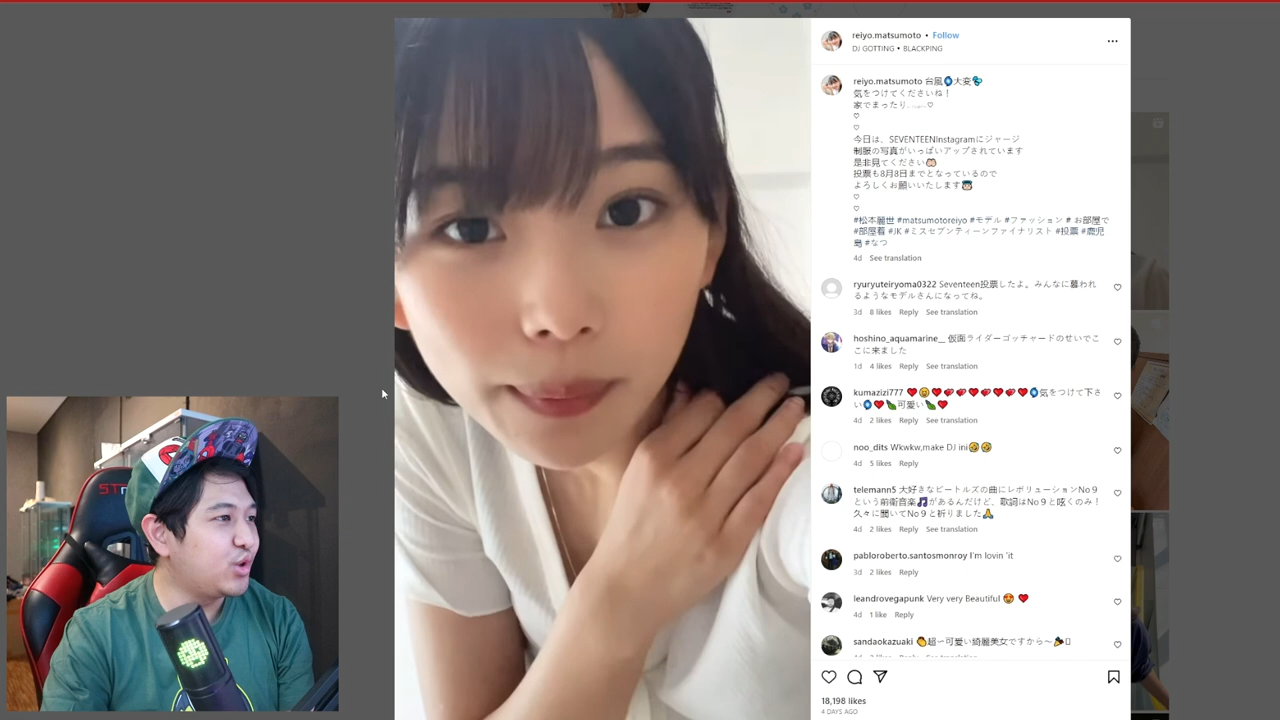 reiyo.matsumoto • Follow
DJ GOTTING • BLACKPING
reiyo.matsumoto 台風🌀大変🫧
気をつけてくださいね！
家でまったり𓂃𓈒𓏸♡
♡
♡
今日は、SEVENTEENInstagramにジャージ
制服の写真がいっぱいアップされています
是非見てください
投票も8月8日までとなっているので
よろしくお願いいたします
♡
♡
#松本麗世 #matsumotoreiyo #モデル #ファッション # お部屋で
#部屋着 #JK #ミスセブンティーンファイナリスト #投票 #鹿児
島 #なつ
4d See translation
ryuryuteiryoma0322 Seventeen投票したよ。みんなに慕われ
るようなモデルさんになってね。
3d 8 likes Reply See translation
hoshino_aquamarine__ 仮面ライダーゴッチャードのせいでこ
こに来ました
1d 4 likes Reply See translation
kumazizi777 ❤️😍❤️💕💕❤️💕❤️💕❤️🌀気をつけて下さ
い🌀❤️🍃可愛い🍃❤️
4d 2 likes Reply See translation
noo_dits Wkwkw,make DJ ini🤣🤣
4d 5 likes Reply
telemann5 大好きなビートルズの曲にレボリューションNo９
という前衛音楽🎵があるんだけど、歌詞はNo９と呟くのみ！
久々に聞いてNo９と祈りました🙏
4d 2 likes Reply See translation
pabloroberto.santosmonroy I'm lovin 'it
3d 2 likes Reply
leandrovegapunk Very very Beautiful 😍 ❤️
4d 1 like Reply
sandaokazuaki 👏超〜可愛い綺麗美女ですから〜🎉
18,198 likes
4 DAYS AGO
ST